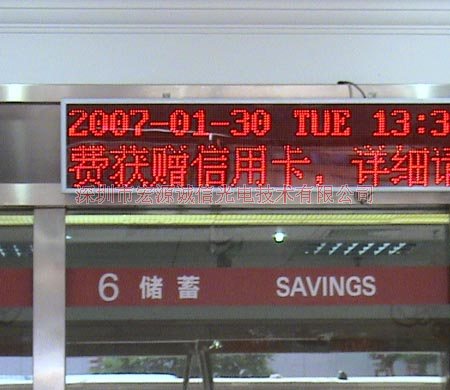 2007-01-30 TUE 13:3
费获赠信用卡，详细请
深圳市宏源诚信光电技术有限公司
6 储蓄 SAVINGS